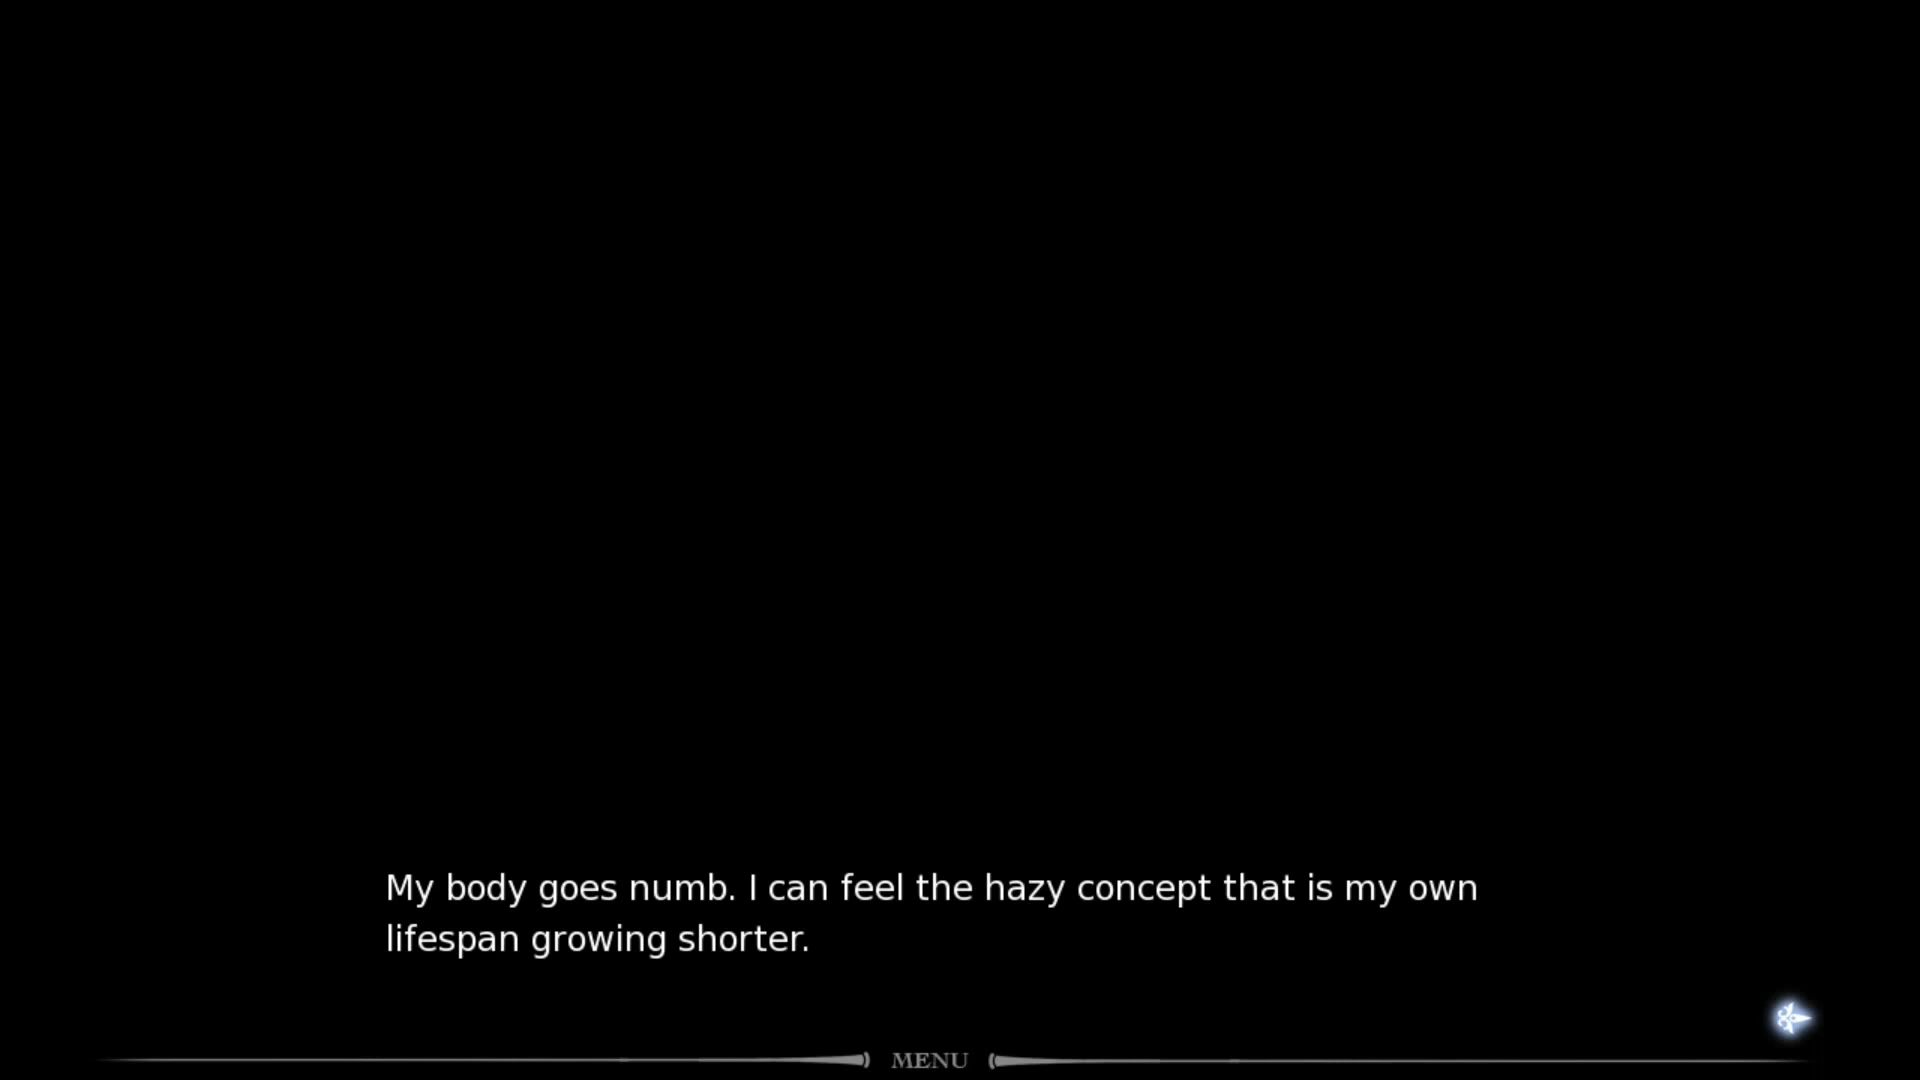 My body goes numb. I can feel the hazy concept that is my own
lifespan growing shorter.
MENU